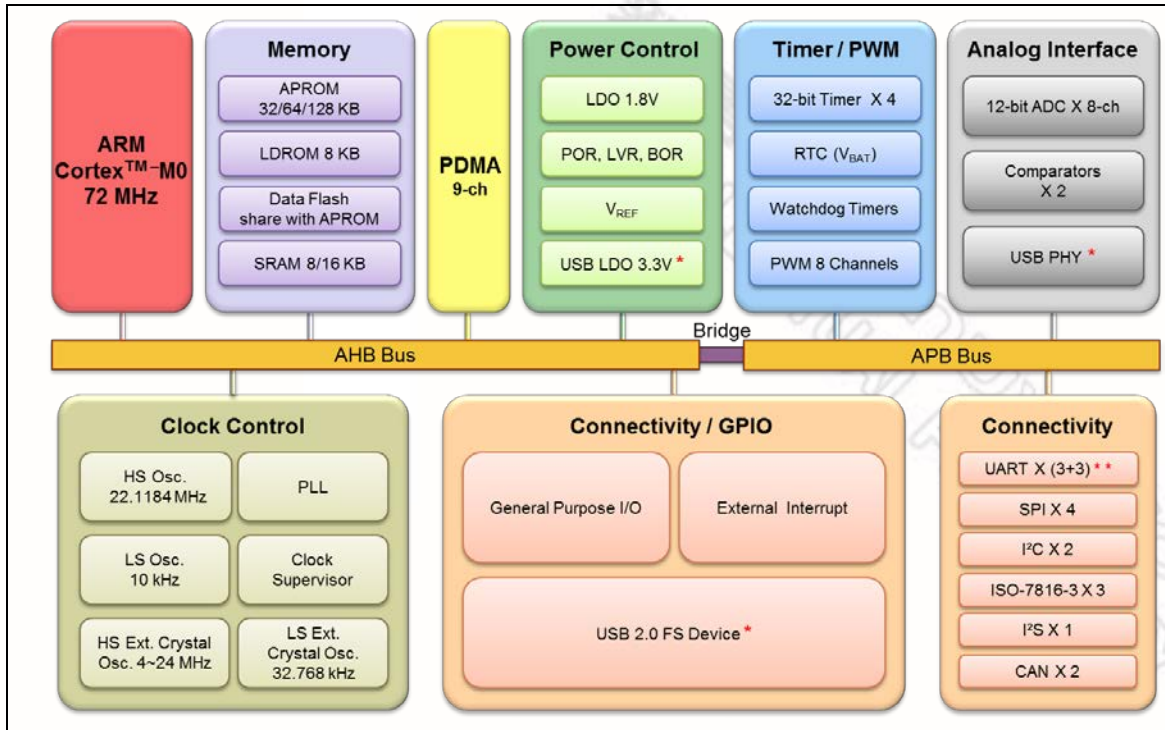 ARM
Cortex™-M0
72 MHz
Memory
APROM
32/64/128 KB
LDROM 8 KB
Data Flash
share with APROM
SRAM 8/16 KB
PDMA
9-ch
Power Control
LDO 1.8V
POR, LVR, BOR
VREF
USB LDO 3.3V *
Timer / PWM
32-bit Timer X 4
RTC (VBAT)
Watchdog Timers
PWM 8 Channels
Analog Interface
12-bit ADC X 8-ch
Comparators
X 2
USB PHY *
AHB Bus
Bridge
APB Bus
Clock Control
HS Osc.
22.1184 MHz
PLL
LS Osc.
10 kHz
Clock
Supervisor
HS Ext. Crystal
Osc. 4~24 MHz
LS Ext.
Crystal Osc.
32.768 kHz
Connectivity / GPIO
General Purpose I/O
External Interrupt
USB 2.0 FS Device *
Connectivity
UART X (3+3) * *
SPI X 4
I²C X 2
ISO-7816-3 X 3
I²S X 1
CAN X 2